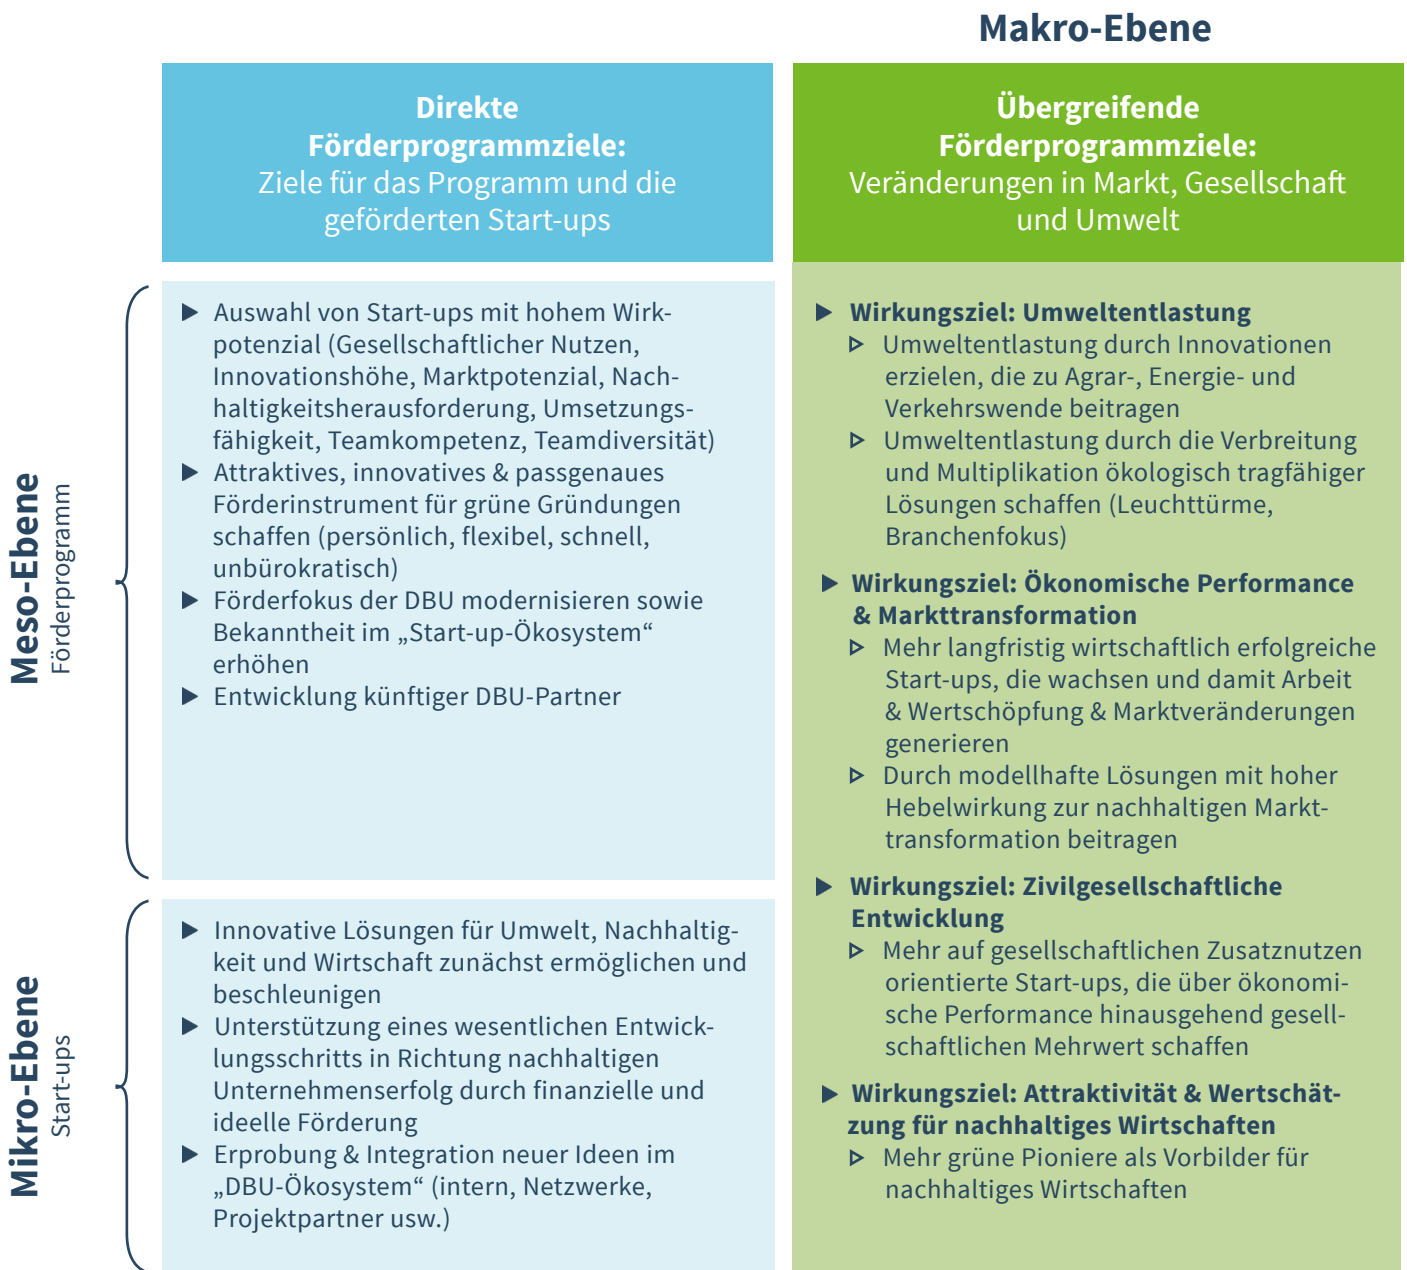 Makro-Ebene
Direkte
Förderprogrammziele:
Ziele für das Programm und die
geförderten Start-ups
Übergreifende
Förderprogrammziele:
Veränderungen in Markt, Gesellschaft
und Umwelt
Meso-Ebene
Förderprogramm
▶ Auswahl von Start-ups mit hohem Wirk-
potenzial (Gesellschaftlicher Nutzen,
Innovationshöhe, Marktpotenzial, Nach-
haltigkeitsherausforderung, Umsetzungs-
fähigkeit, Teamkompetenz, Teamdiversität)
▶ Attraktives, innovatives & passgenaues
Förderinstrument für grüne Gründungen
schaffen (persönlich, flexibel, schnell,
unbürokratisch)
▶ Förderfokus der DBU modernisieren sowie
Bekanntheit im „Start-up-Ökosystem“
erhöhen
▶ Entwicklung künftiger DBU-Partner
Mikro-Ebene
Start-ups
▶ Innovative Lösungen für Umwelt, Nachhaltig-
keit und Wirtschaft zunächst ermöglichen und
beschleunigen
▶ Unterstützung eines wesentlichen Entwick-
lungsschritts in Richtung nachhaltigen
Unternehmenserfolg durch finanzielle und
ideelle Förderung
▶ Erprobung & Integration neuer Ideen im
„DBU-Ökosystem“ (intern, Netzwerke,
Projektpartner usw.)
▶ Wirkungsziel: Umweltentlastung
▷ Umweltentlastung durch Innovationen
erzielen, die zu Agrar-, Energie- und
Verkehrswende beitragen
▷ Umweltentlastung durch die Verbreitung
und Multiplikation ökologisch tragfähiger
Lösungen schaffen (Leuchttürme,
Branchenfokus)
▶ Wirkungsziel: Ökonomische Performance
& Markttransformation
▷ Mehr langfristig wirtschaftlich erfolgreiche
Start-ups, die wachsen und damit Arbeit
& Wertschöpfung & Marktveränderungen
generieren
▷ Durch modellhafte Lösungen mit hoher
Hebelwirkung zur nachhaltigen Markt-
transformation beitragen
▶ Wirkungsziel: Zivilgesellschaftliche
Entwicklung
▷ Mehr auf gesellschaftlichen Zusatznutzen
orientierte Start-ups, die über ökonomi-
sche Performance hinausgehend gesell-
schaftlichen Mehrwert schaffen
▶ Wirkungsziel: Attraktivität & Wertschät-
zung für nachhaltiges Wirtschaften
▷ Mehr grüne Pioniere als Vorbilder für
nachhaltiges Wirtschaften